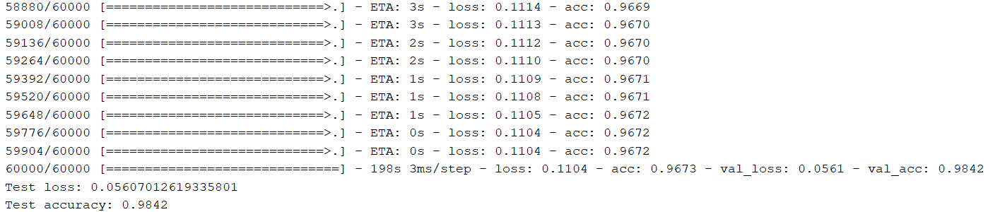 58880/60000 [============================>.] - ETA: 3s - loss: 0.1114 - acc: 0.9669
59008/60000 [============================>.] - ETA: 3s - loss: 0.1113 - acc: 0.9670
59136/60000 [============================>.] - ETA: 2s - loss: 0.1112 - acc: 0.9670
59264/60000 [============================>.] - ETA: 2s - loss: 0.1110 - acc: 0.9670
59392/60000 [============================>.] - ETA: 1s - loss: 0.1109 - acc: 0.9671
59520/60000 [============================>.] - ETA: 1s - loss: 0.1108 - acc: 0.9671
59648/60000 [============================>.] - ETA: 1s - loss: 0.1105 - acc: 0.9672
59776/60000 [============================>.] - ETA: 0s - loss: 0.1104 - acc: 0.9672
59904/60000 [============================>.] - ETA: 0s - loss: 0.1104 - acc: 0.9672
60000/60000 [==============================] - 198s 3ms/step - loss: 0.1104 - acc: 0.9673 - val_loss: 0.0561 - val_acc: 0.9842
Test loss: 0.05607012619335801
Test accuracy: 0.9842